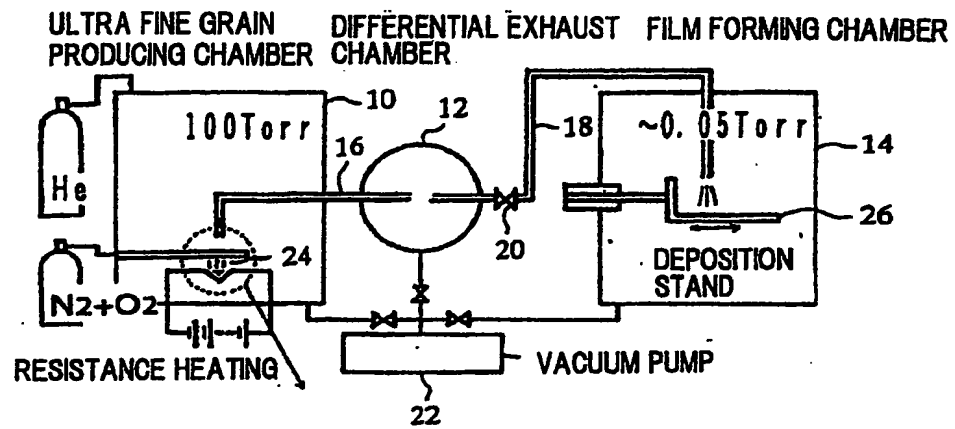 ULTRA FINE GRAIN
PRODUCING CHAMBER
DIFFERENTIAL EXHAUST
CHAMBER
FILM FORMING CHAMBER
10
100Torr
12
16
18
~0.05Torr
14
He
20
26
24
DEPOSITION
STAND
N2+O2
RESISTANCE HEATING
VACUUM PUMP
22